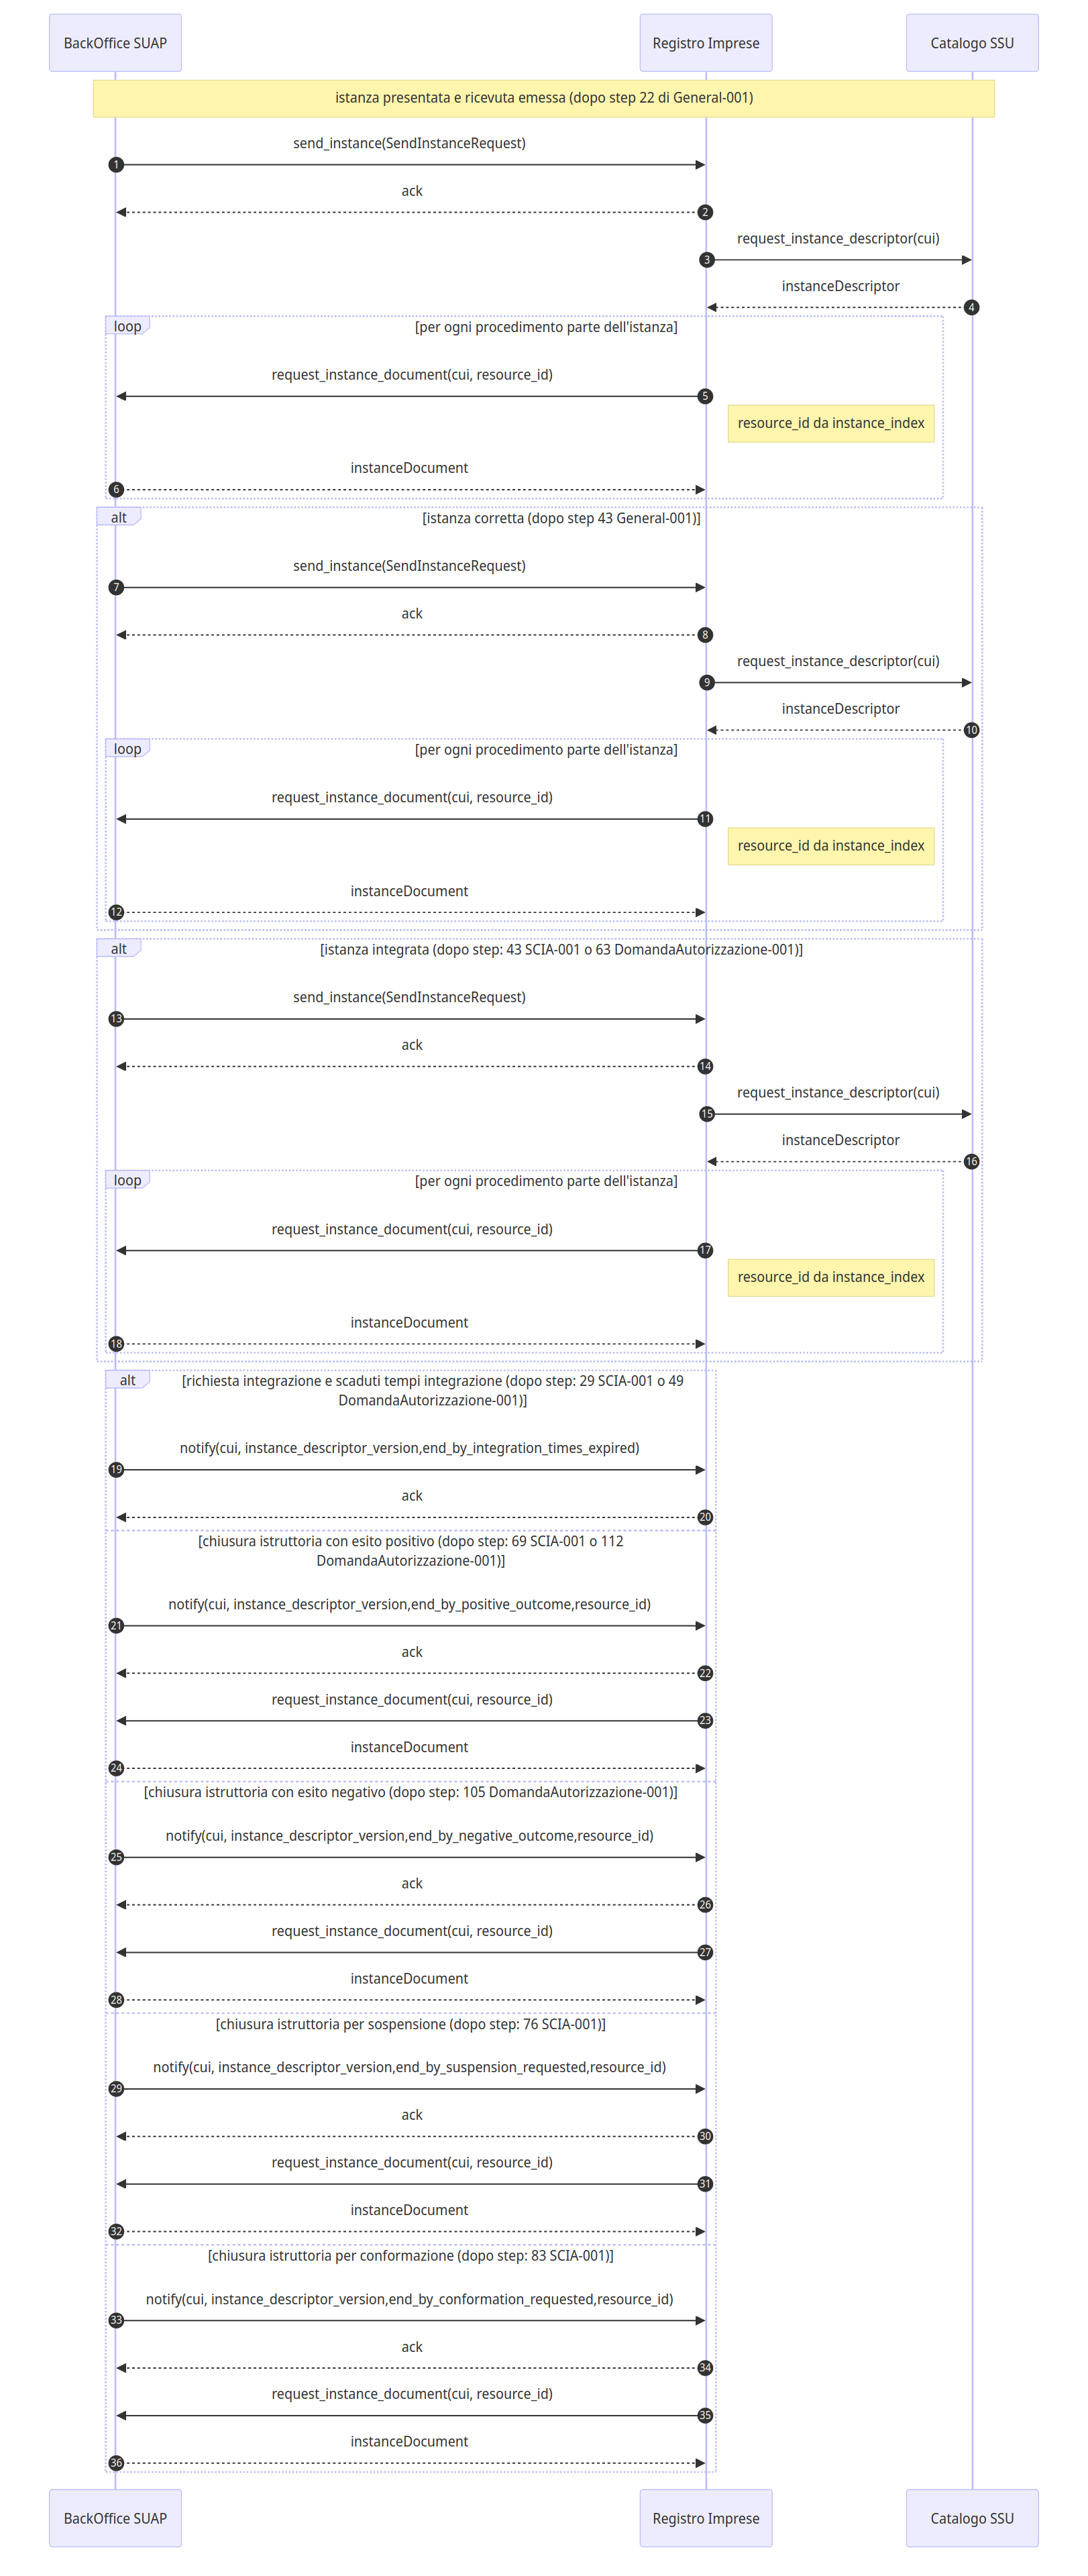 BackOffice SUAP
Registro Imprese
Catalogo SSU
istanza presentata e ricevuta emessa (dopo step 22 di General-001)
send_instance(SendInstanceRequest)
1
ack
2
request_instance_descriptor(cui)
3
instanceDescriptor
4
loop
[per ogni procedimento parte dell'istanza]
request_instance_document(cui, resource_id)
5
resource_id da instance_index
instanceDocument
6
alt
[istanza corretta (dopo step 43 General-001)]
send_instance(SendInstanceRequest)
7
ack
8
request_instance_descriptor(cui)
9
instanceDescriptor
10
loop
[per ogni procedimento parte dell'istanza]
request_instance_document(cui, resource_id)
11
resource_id da instance_index
instanceDocument
12
alt
[istanza integrata (dopo step: 43 SCIA-001 o 63 DomandaAutorizzazione-001)]
send_instance(SendInstanceRequest)
13
ack
14
request_instance_descriptor(cui)
15
instanceDescriptor
16
loop
[per ogni procedimento parte dell'istanza]
request_instance_document(cui, resource_id)
17
resource_id da instance_index
instanceDocument
18
alt
[richiesta integrazione e scaduti tempi integrazione (dopo step: 29 SCIA-001 o 49
DomandaAutorizzazione-001)]
notify(cui, instance_descriptor_version,end_by_integration_times_expired)
19
ack
20
[chiusura istruttoria con esito positivo (dopo step: 69 SCIA-001 o 112
DomandaAutorizzazione-001)]
notify(cui, instance_descriptor_version,end_by_positive_outcome,resource_id)
21
ack
22
request_instance_document(cui, resource_id)
23
instanceDocument
24
[chiusura istruttoria con esito negativo (dopo step: 105 DomandaAutorizzazione-001)]
notify(cui, instance_descriptor_version,end_by_negative_outcome,resource_id)
25
ack
26
request_instance_document(cui, resource_id)
27
instanceDocument
28
[chiusura istruttoria per sospensione (dopo step: 76 SCIA-001)]
notify(cui, instance_descriptor_version,end_by_suspension_requested,resource_id)
29
ack
30
request_instance_document(cui, resource_id)
31
instanceDocument
32
[chiusura istruttoria per conformazione (dopo step: 83 SCIA-001)]
notify(cui, instance_descriptor_version,end_by_conformation_requested,resource_id)
33
ack
34
request_instance_document(cui, resource_id)
35
instanceDocument
36
BackOffice SUAP
Registro Imprese
Catalogo SSU